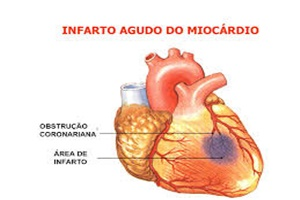 INFARTO AGUDO DO MIOCÁRDIO
OBSTRUÇÃO
CORONARIANA
ÁREA DE
INFARTO